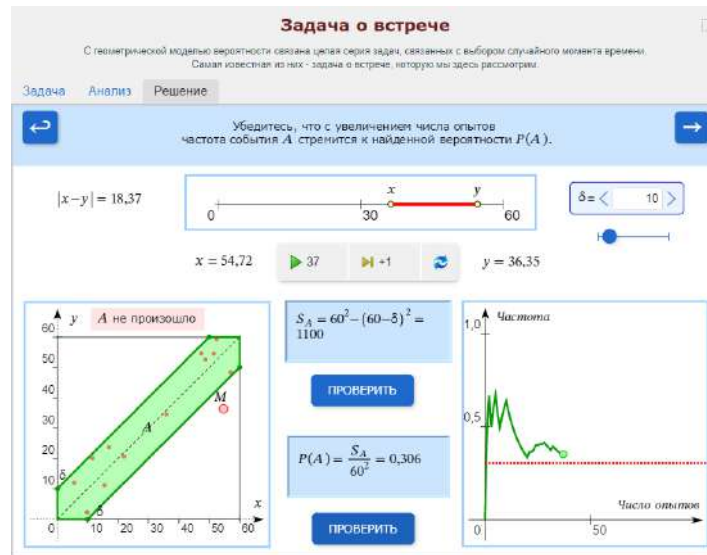 Задача о встрече
С геометрической моделью вероятности связана целая серия задач, связанных с выбором случайного момента времени.
Самая известная из них - задача о встрече, которую мы здесь рассмотрим.
Задача Анализ Решение
Убедитесь, что с увеличением числа опытов
частота события A стремится к найденной вероятности P(A).
|x−y| = 18,37
x y
0 30 60
δ= < 10 >
x = 54,72
37 +1
y = 36,35
y A не произошло
60
50
40
30
20
10
M
A
δ
δ
x
0 10 20 30 40 50 60
S_A = 60²−(60−δ)² =
1100
ПРОВЕРИТЬ
P(A) = S_A/60² = 0,306
ПРОВЕРИТЬ
1,0 Частота
0,5
Число опытов
0 50